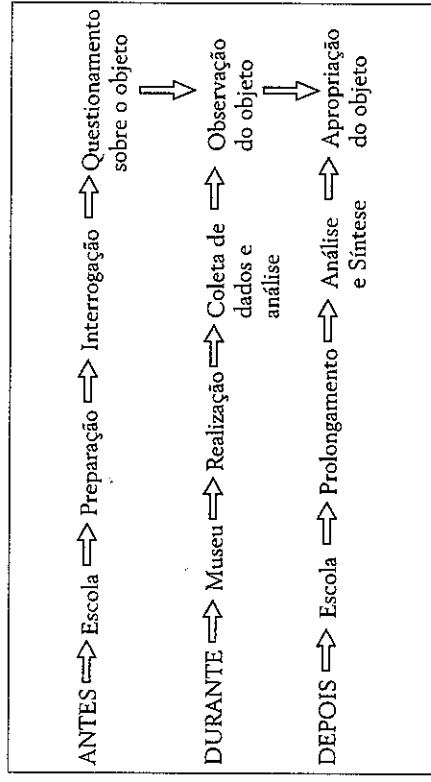 ANTES ⇨ Escola ⇨ Preparação ⇨ Interrogação ⇨ Questionamento
sobre o objeto
DURANTE ⇨ Museu ⇨ Realização ⇨ Coleta de
dados e
análise ⇨ Observação
do objeto
DEPOIS ⇨ Escola ⇨ Prolongamento ⇨ Análise
e Síntese ⇨ Apropriação
do objeto